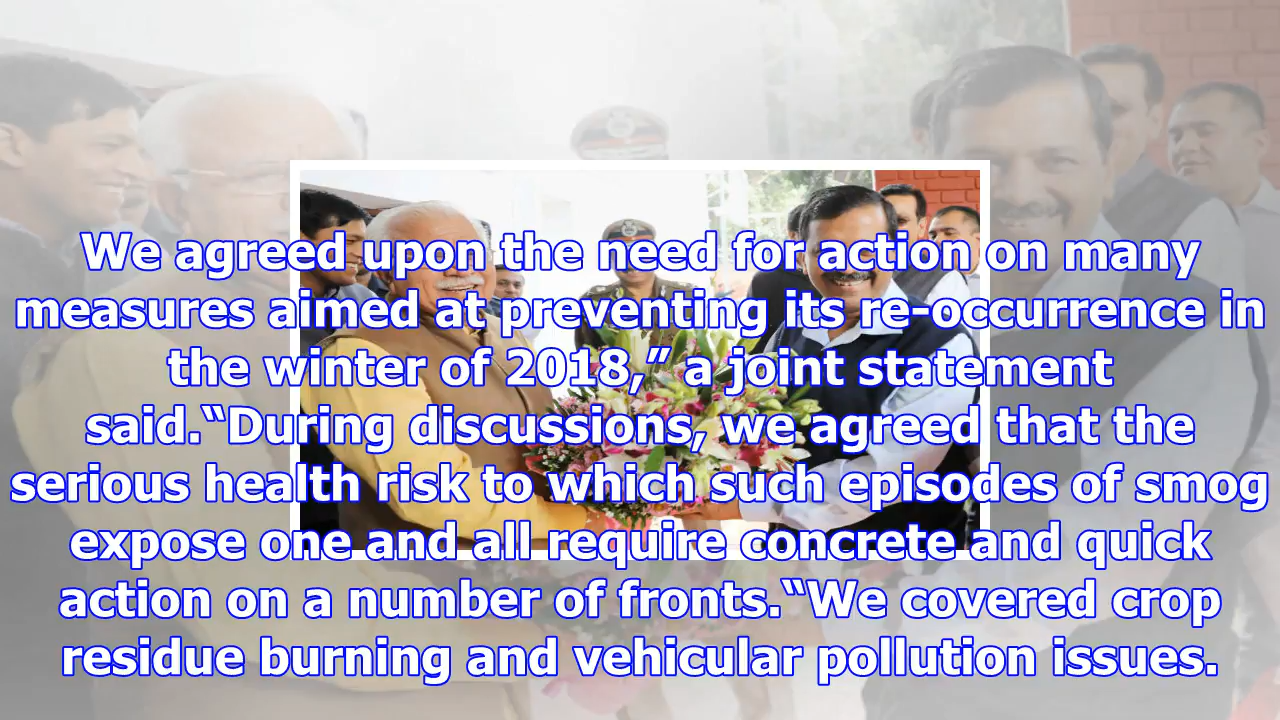 We agreed upon the need for action on many
measures aimed at preventing its re-occurrence in
the winter of 2018,” a joint statement
said.“During discussions, we agreed that the
serious health risk to which such episodes of smog
expose one and all require concrete and quick
action on a number of fronts.“We covered crop
residue burning and vehicular pollution issues.